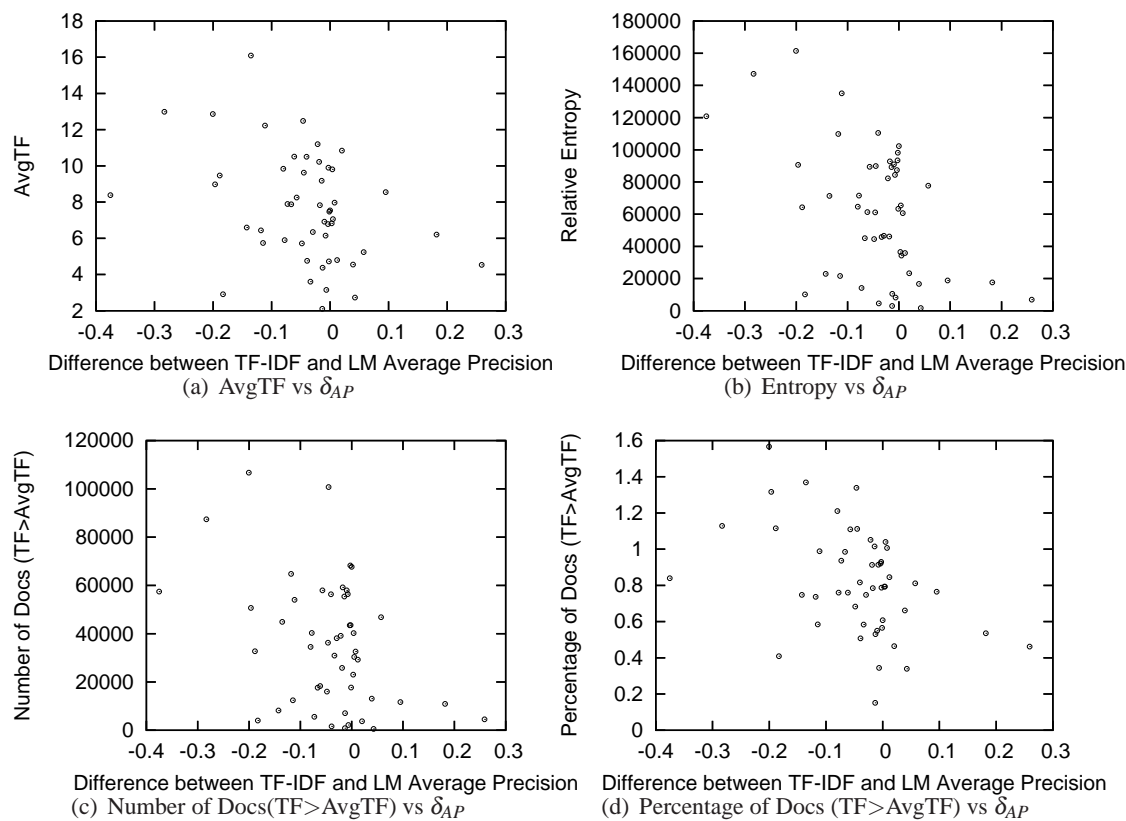 18
16
14
12
10
8
6
4
2
AvgTF
-0.4 -0.3 -0.2 -0.1 0 0.1 0.2 0.3
Difference between TF-IDF and LM Average Precision
(a) AvgTF vs δAP
180000
160000
140000
120000
100000
80000
60000
40000
20000
0
Relative Entropy
-0.4 -0.3 -0.2 -0.1 0 0.1 0.2 0.3
Difference between TF-IDF and LM Average Precision
(b) Entropy vs δAP
120000
100000
80000
60000
40000
20000
0
Number of Docs (TF>AvgTF)
-0.4 -0.3 -0.2 -0.1 0 0.1 0.2 0.3
Difference between TF-IDF and LM Average Precision
(c) Number of Docs(TF>AvgTF) vs δAP
1.6
1.4
1.2
1
0.8
0.6
0.4
0.2
0
Percentage of Docs (TF>AvgTF)
-0.4 -0.3 -0.2 -0.1 0 0.1 0.2 0.3
Difference between TF-IDF and LM Average Precision
(d) Percentage of Docs (TF>AvgTF) vs δAP